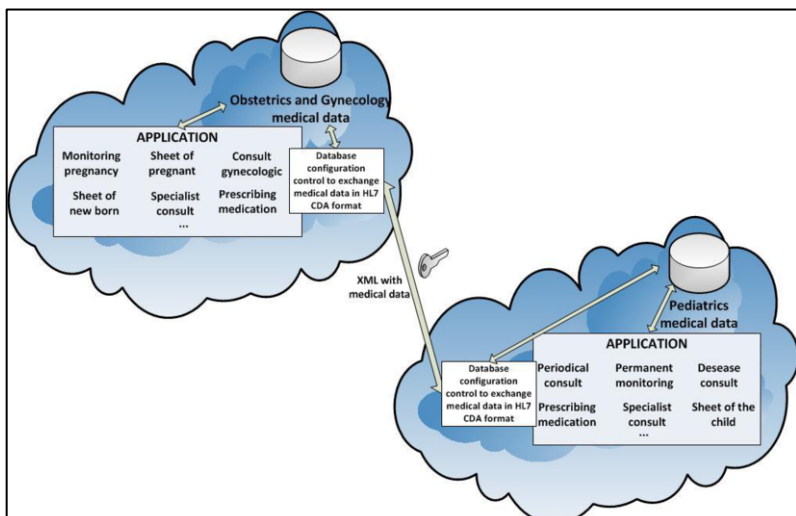 Obstetrics and Gynecology
medical data
APPLICATION
Monitoring
pregnancy
Sheet of
pregnant
Consult
gynecologic
Sheet of
new born
Specialist
consult
Prescribing
medication
...
Database
configuration
control to exchange
medical data in HL7
CDA format
XML with
medical data
Pediatrics
medical data
APPLICATION
Periodical
consult
Permanent
monitoring
Desease
consult
Prescribing
medication
Specialist
consult
Sheet of the
child
...
Database
configuration
control to exchange
medical data in HL7
CDA format